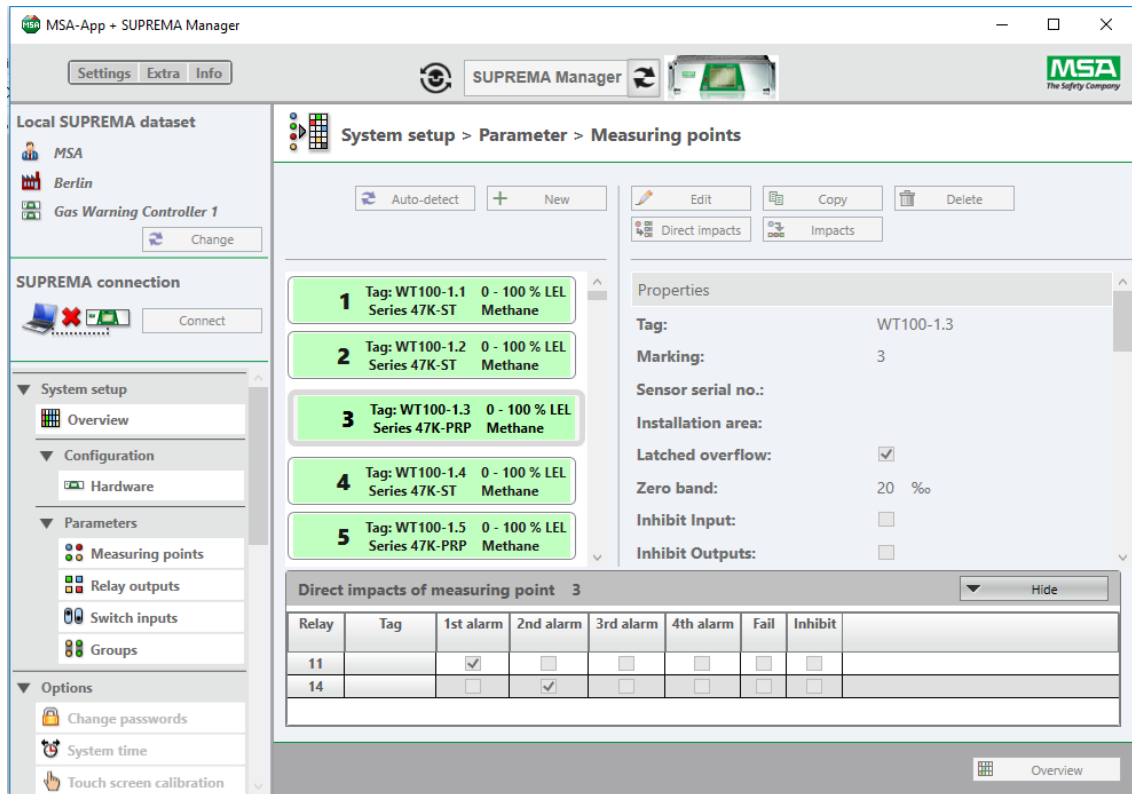 MSA-App + SUPREMA Manager
Settings Extra Info
SUPREMA Manager
MSA
The Safety Company
Local SUPREMA dataset
MSA
Berlin
Gas Warning Controller 1
Change
SUPREMA connection
Connect
System setup
Overview
Configuration
Hardware
Parameters
Measuring points
Relay outputs
Switch inputs
Groups
Options
Change passwords
System time
Touch screen calibration
System setup > Parameter > Measuring points
Auto-detect New
Edit Copy Delete
Direct impacts Impacts
1 Tag: WT100-1.1 0 - 100 % LEL
Series 47K-ST Methane
2 Tag: WT100-1.2 0 - 100 % LEL
Series 47K-ST Methane
3 Tag: WT100-1.3 0 - 100 % LEL
Series 47K-PRP Methane
4 Tag: WT100-1.4 0 - 100 % LEL
Series 47K-ST Methane
5 Tag: WT100-1.5 0 - 100 % LEL
Series 47K-PRP Methane
Properties
Tag: WT100-1.3
Marking: 3
Sensor serial no.:
Installation area:
Latched overflow:
Zero band: 20 ‰
Inhibit Input:
Inhibit Outputs:
Direct impacts of measuring point 3
Hide
Relay Tag 1st alarm 2nd alarm 3rd alarm 4th alarm Fail Inhibit
11
14
Overview